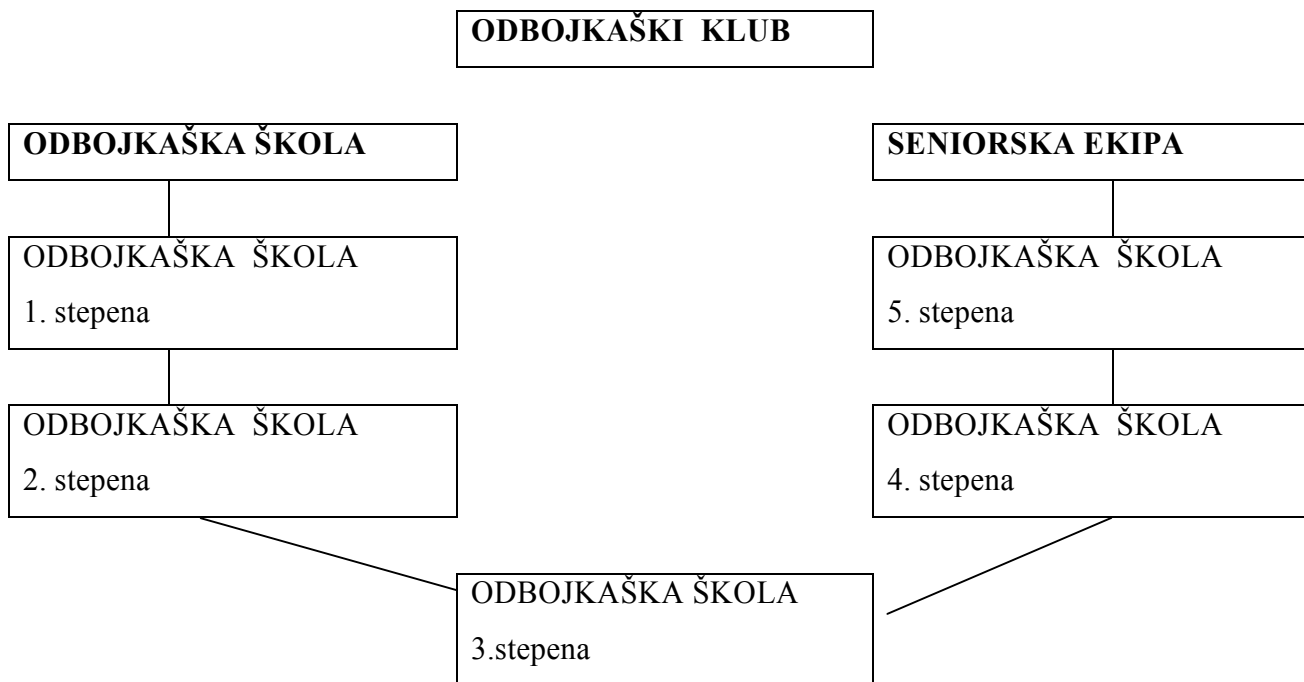 ODBOJKAŠKI KLUB
ODBOJKAŠKA ŠKOLA
SENIORSKA EKIPA
ODBOJKAŠKA ŠKOLA
1. stepena
ODBOJKAŠKA ŠKOLA
5. stepena
ODBOJKAŠKA ŠKOLA
2. stepena
ODBOJKAŠKA ŠKOLA
4. stepena
ODBOJKAŠKA ŠKOLA
3.stepena